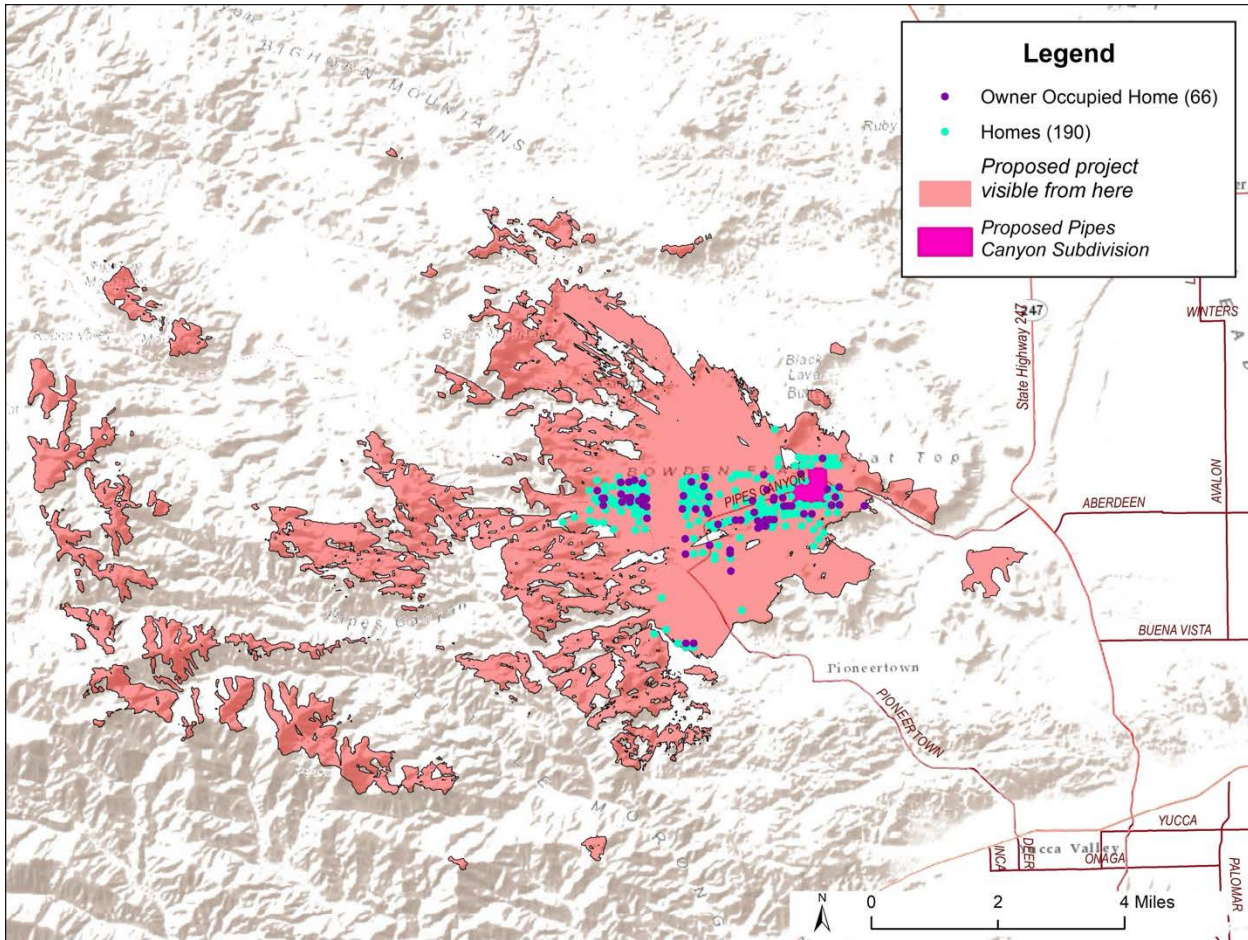 BIGHORN MOUNTAINS
Ruby
Legend
Owner Occupied Home (66)
Homes (190)
Proposed project
visible from here
Proposed Pipes
Canyon Subdivision
State Highway 247
247
WINTERS
Black
Lava
Butte
Flat Top
PIPES CANYON
ABERDEEN
AVALON
BUENA VISTA
Pioneertown
PIONEERTOWN
YUCCA
Yucca Valley
ONAGA
INCA
DEER
PALOMAR
N
0
2
4 Miles